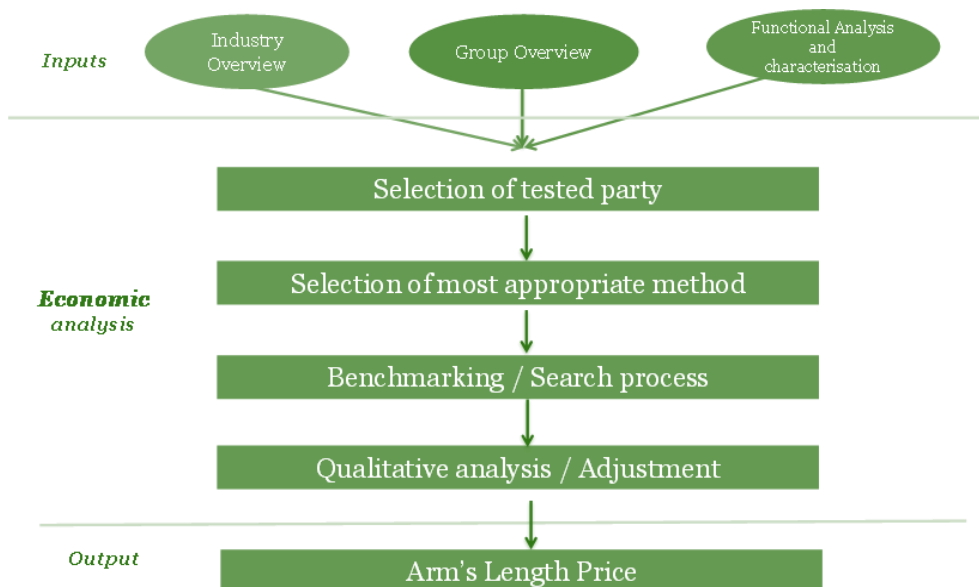 Inputs
Industry
Overview
Group Overview
Functional Analysis
and
characterisation
Selection of tested party
Economic
analysis
Selection of most appropriate method
Benchmarking / Search process
Qualitative analysis / Adjustment
Output
Arm's Length Price